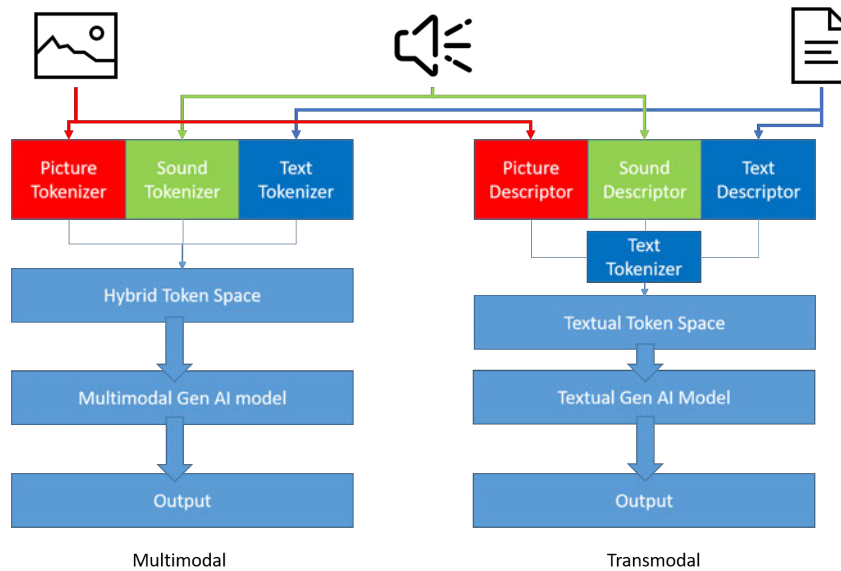 Picture
Tokenizer
Sound
Tokenizer
Text
Tokenizer
Hybrid Token Space
Multimodal Gen AI model
Output
Multimodal
Picture
Descriptor
Sound
Descriptor
Text
Descriptor
Text
Tokenizer
Textual Token Space
Textual Gen AI Model
Output
Transmodal